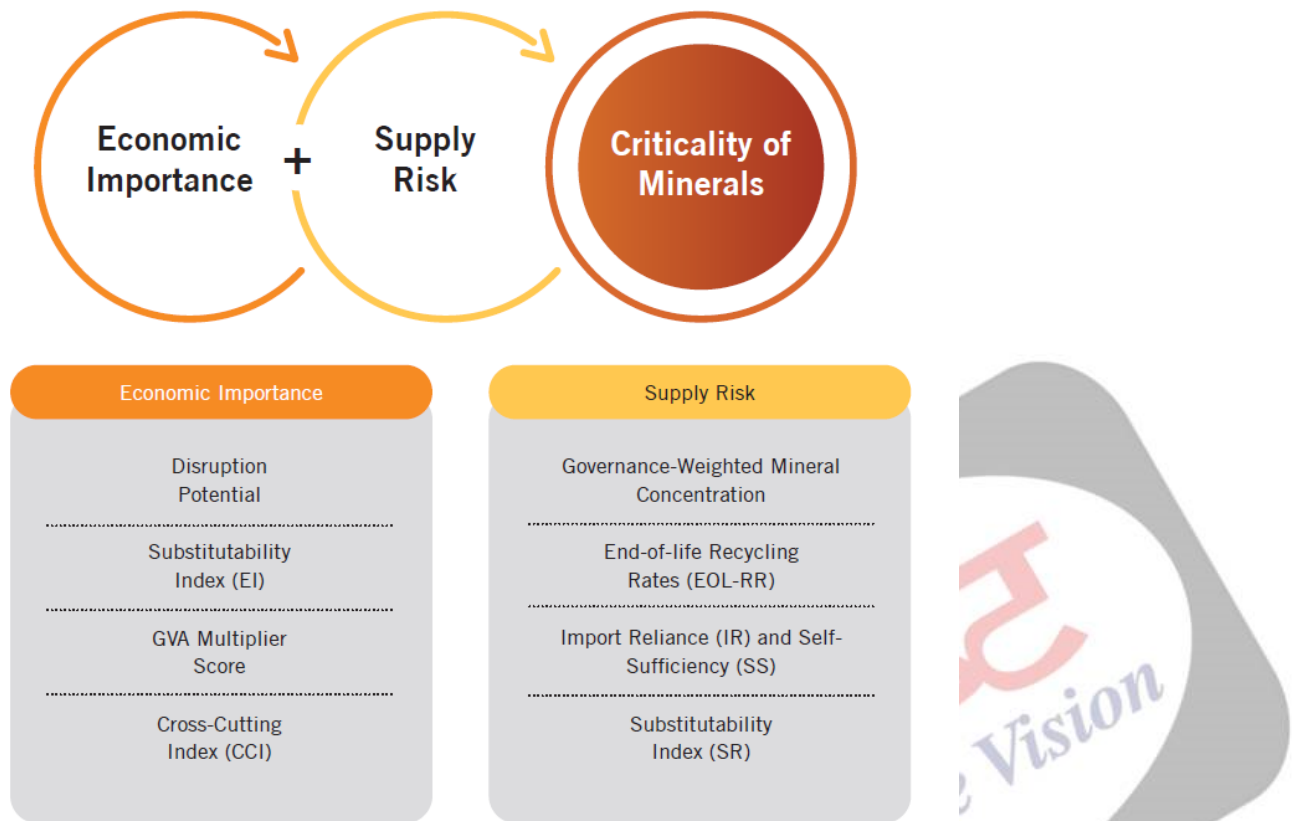 Economic
Importance
+
Supply
Risk
Criticality of
Minerals
Economic Importance
Disruption
Potential
Substitutability
Index (EI)
GVA Multiplier
Score
Cross-Cutting
Index (CCI)
Supply Risk
Governance-Weighted Mineral
Concentration
End-of-life Recycling
Rates (EOL-RR)
Import Reliance (IR) and Self-
Sufficiency (SS)
Substitutability
Index (SR)
Vision